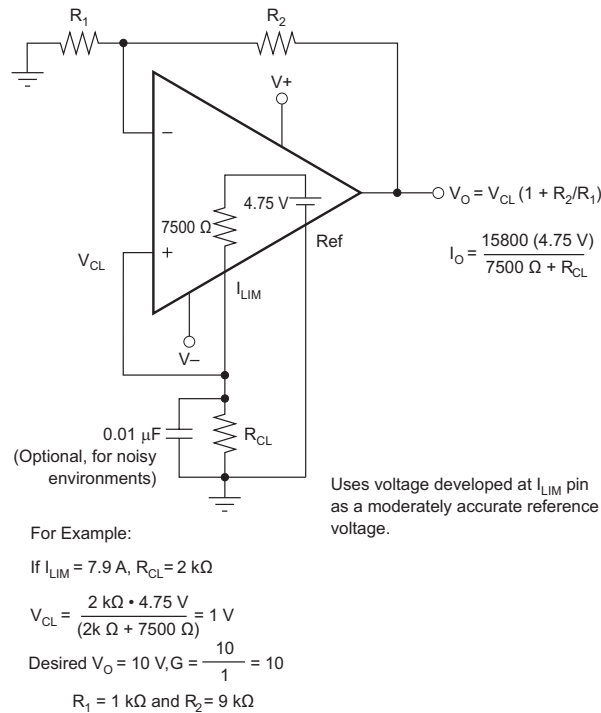 R1
R2
V+
−
4.75 V
VO = VCL (1 + R2/R1)
7500 Ω
Ref
IO = 15800 (4.75 V) / 7500 Ω + RCL
VCL
+
ILIM
V−
0.01 µF
(Optional, for noisy
environments)
RCL
Uses voltage developed at ILIM pin
as a moderately accurate reference
voltage.
For Example:
If ILIM = 7.9 A, RCL = 2 kΩ
VCL = 2 kΩ • 4.75 V / (2k Ω + 7500 Ω) = 1 V
Desired VO = 10 V, G = 10 / 1 = 10
R1 = 1 kΩ and R2 = 9 kΩ